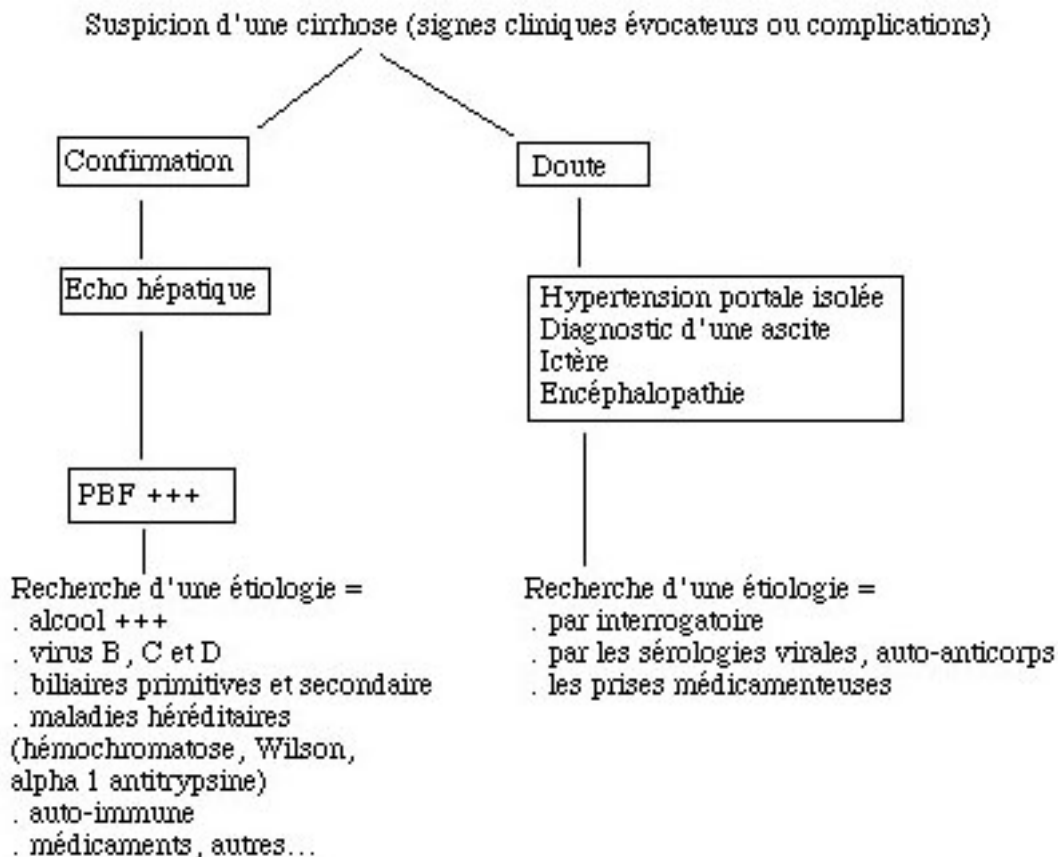 Suspicion d'une cirrhose (signes cliniques évocateurs ou complications)
Confirmation
Doute
Echo hépatique
Hypertension portale isolée
Diagnostic d'une ascite
Ictère
Encéphalopathie
PBF +++
Recherche d'une étiologie =
. alcool +++
. virus B, C et D
. biliaires primitives et secondaire
. maladies héréditaires
(hémochromatose, Wilson,
alpha 1 antitrypsine)
. auto-immune
. médicaments, autres...
Recherche d'une étiologie =
. par interrogatoire
. par les sérologies virales, auto-anticorps
. les prises médicamenteuses